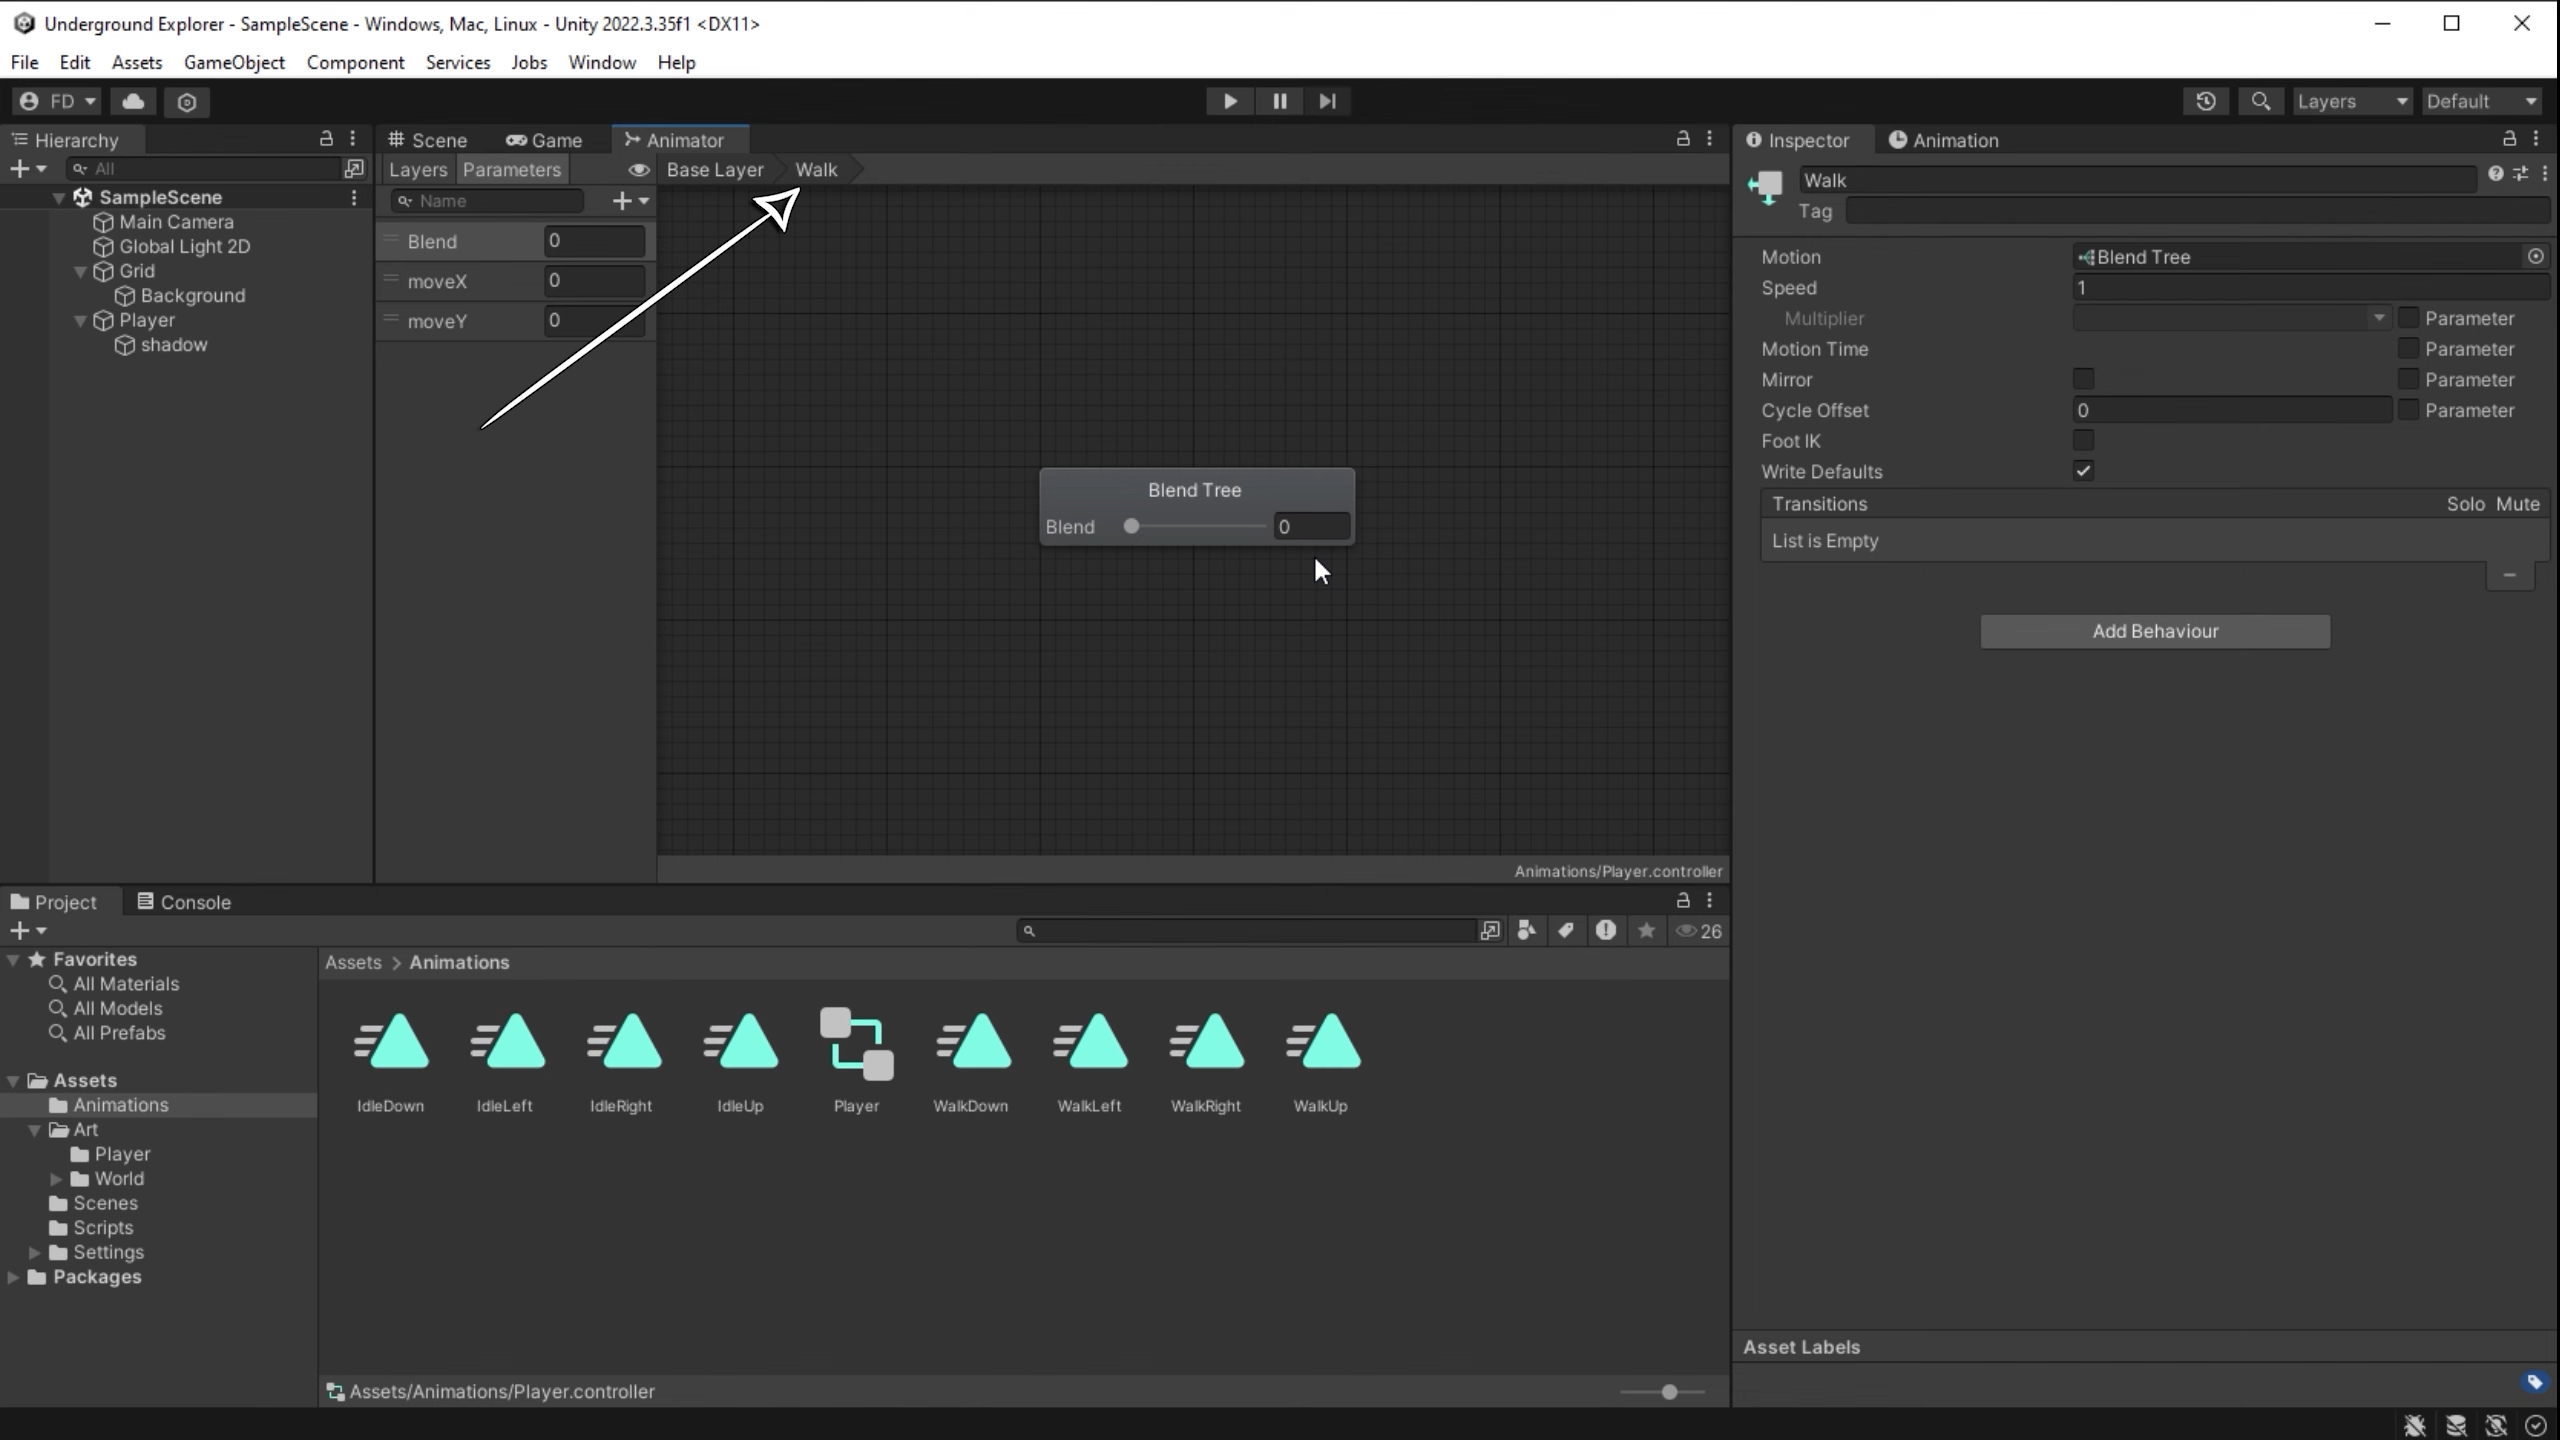 Underground Explorer - SampleScene - Windows, Mac, Linux - Unity 2022.3.35f1 <DX11>
File Edit Assets GameObject Component Services Jobs Window Help
FD
Layers
Default
Hierarchy
All
SampleScene
Main Camera
Global Light 2D
Grid
Background
Player
shadow
Scene
Game
Animator
Layers
Parameters
Base Layer
Walk
Name
Blend 0
moveX 0
moveY 0
Blend Tree
Blend 0
Animations/Player.controller
Inspector
Animation
Walk
Tag
Motion Blend Tree
Speed 1
Multiplier Parameter
Motion Time Parameter
Mirror Parameter
Cycle Offset 0 Parameter
Foot IK
Write Defaults
Transitions Solo Mute
List is Empty
Add Behaviour
Asset Labels
Project
Console
26
Favorites
All Materials
All Models
All Prefabs
Assets
Animations
Art
Player
World
Scenes
Scripts
Settings
Packages
Assets > Animations
IdleDown
IdleLeft
IdleRight
IdleUp
Player
WalkDown
WalkLeft
WalkRight
WalkUp
Assets/Animations/Player.controller